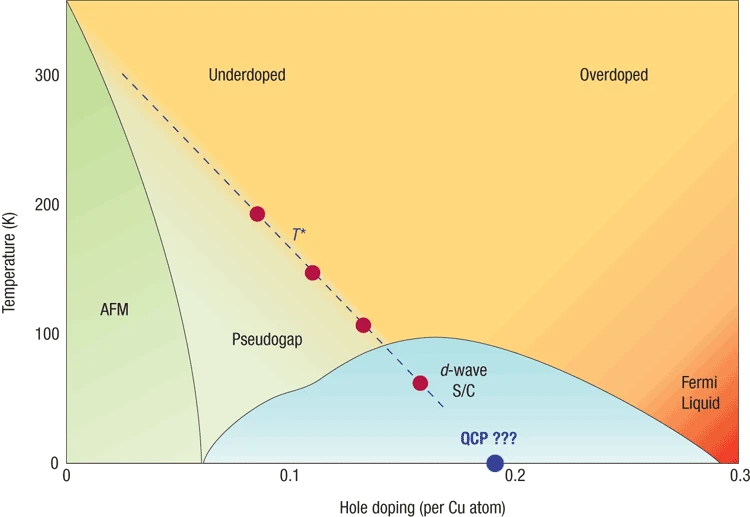 300
Underdoped
Overdoped
200
T*
Temperature (K)
AFM
100
Pseudogap
d-wave
S/C
Fermi
Liquid
QCP ???
0
0
0.1
0.2
0.3
Hole doping (per Cu atom)